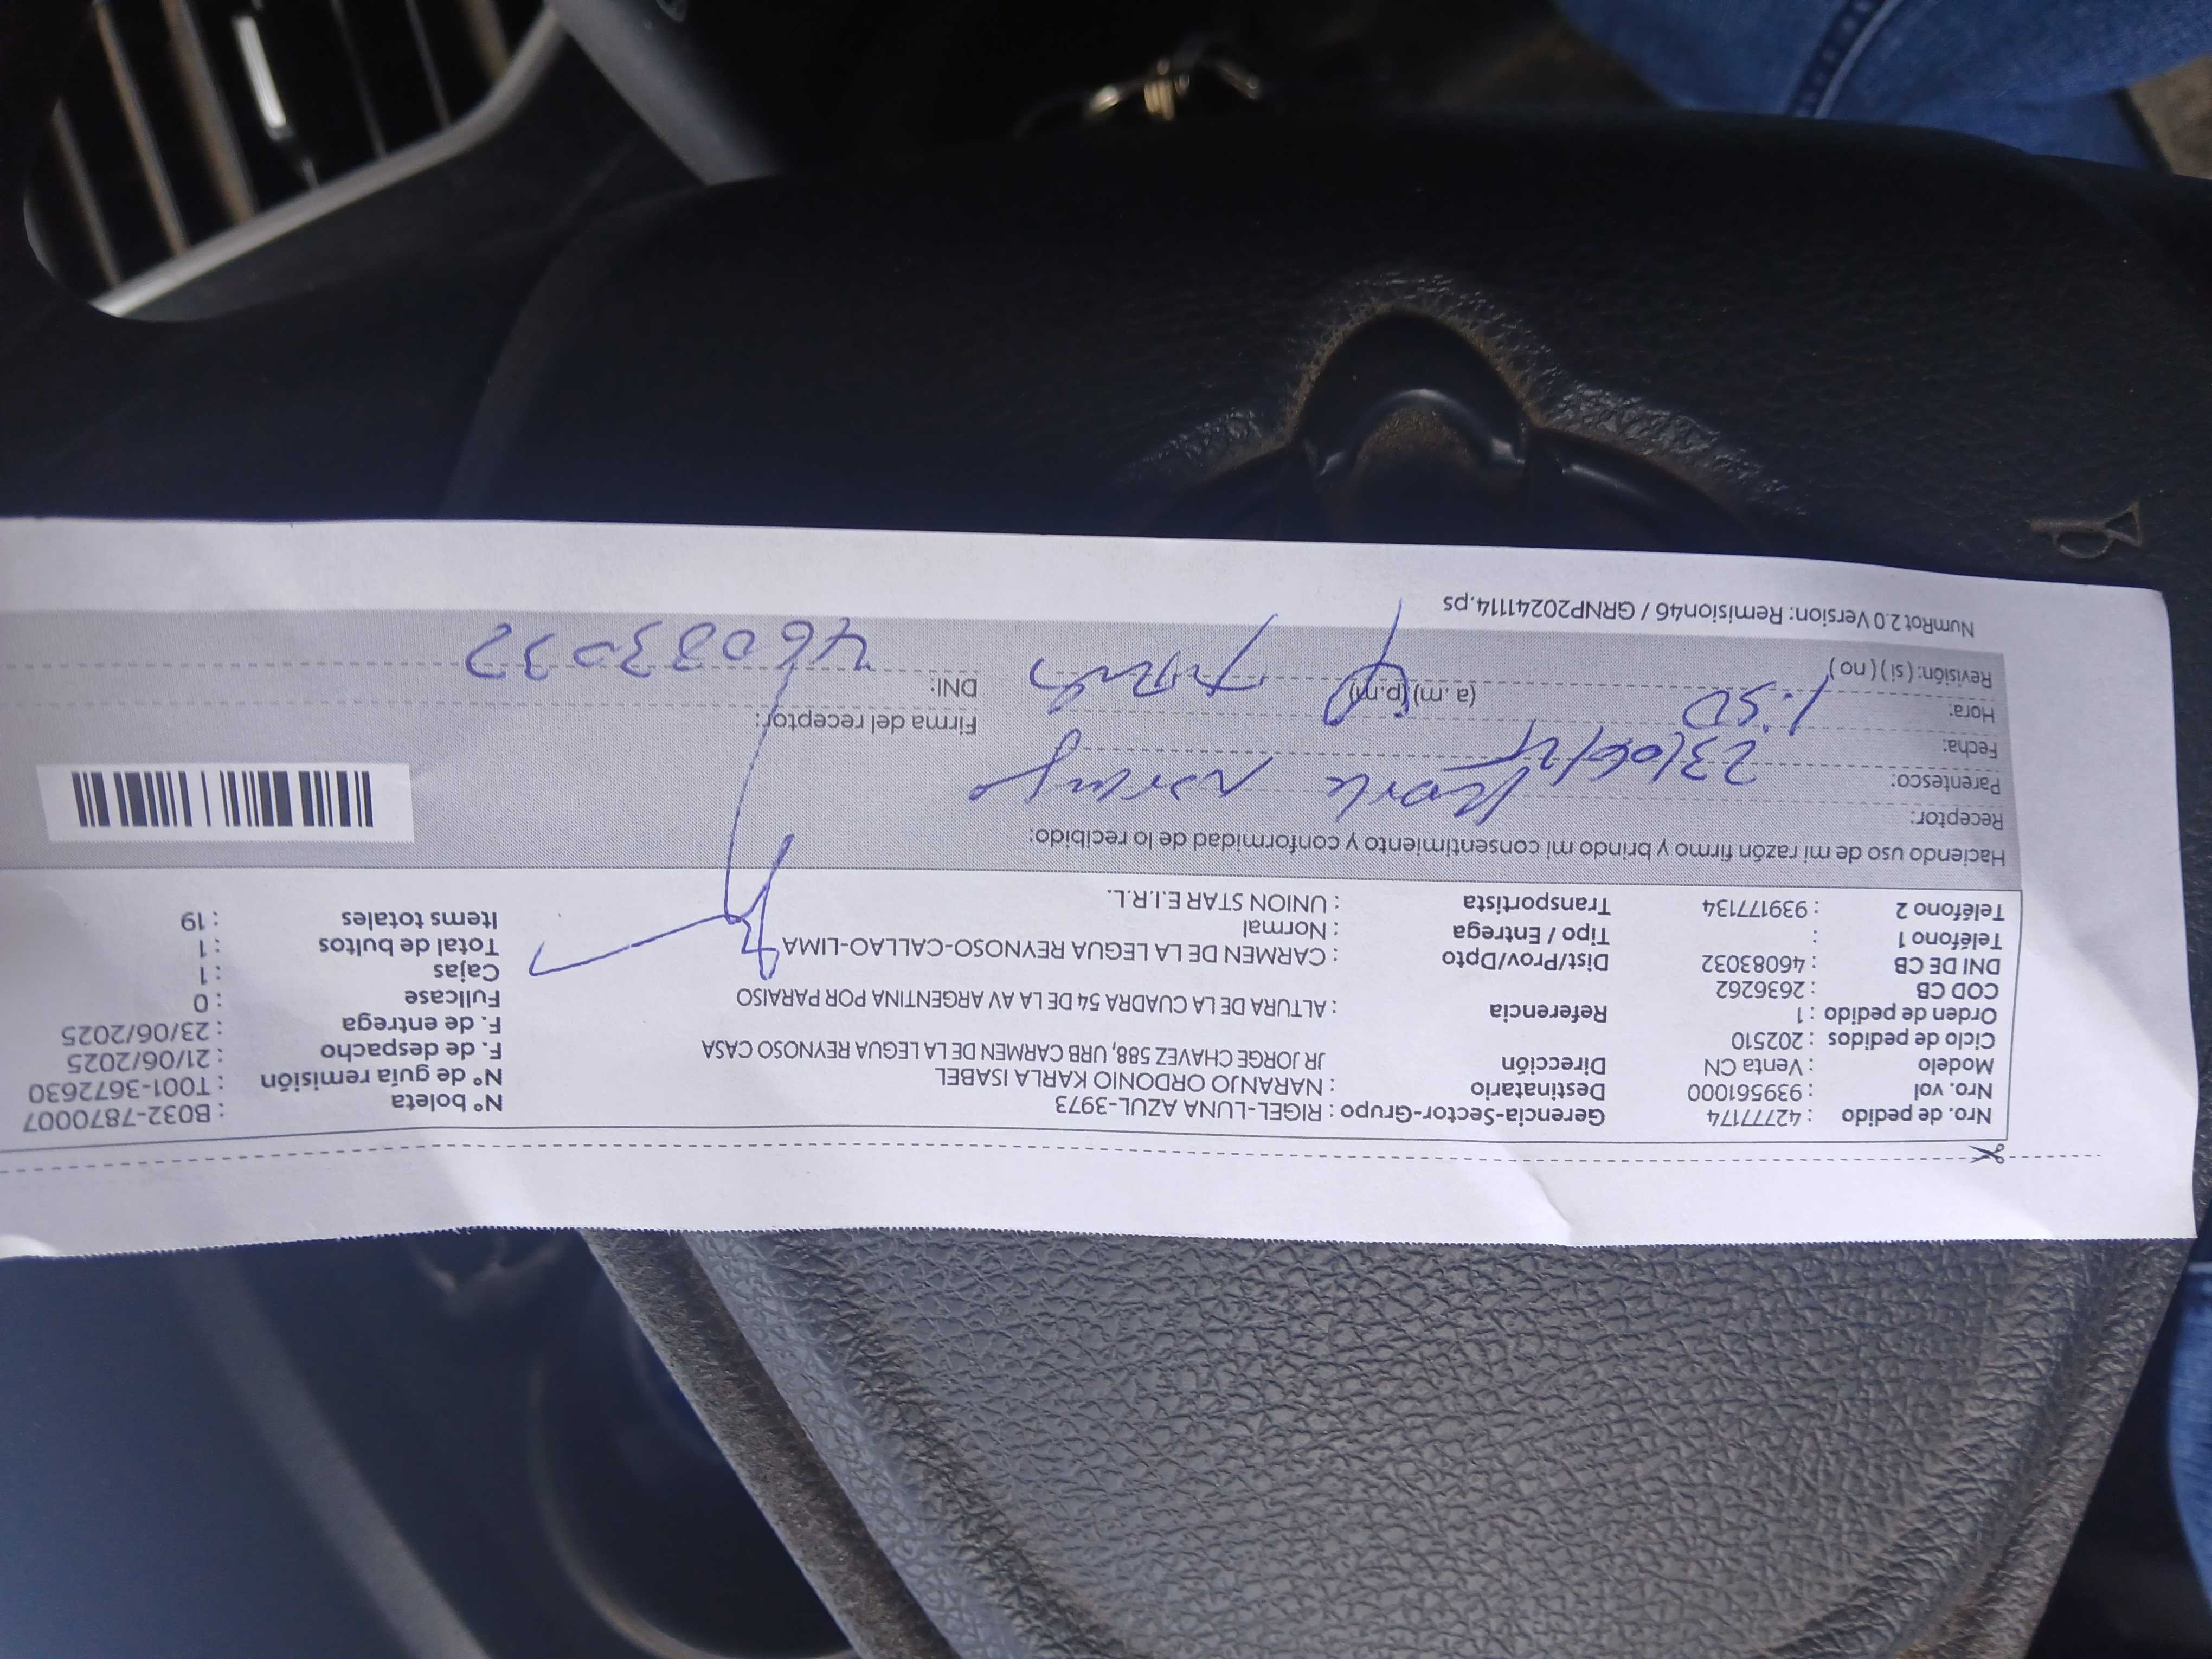 Nro. de pedido : 42777174 Gerencia-Sector-Grupo : RIGEL-LUNA AZUL-3973 N° boleta : B032-7870007
Nro. vol : 939561000 Destinatario : NARANJO ORDONIO KARLA ISABEL N° de guía remisión : T001-3672630
Modelo : Venta CN Dirección JR JORGE CHAVEZ 588, URB CARMEN DE LA LEGUA REYNOSO CASA F. de despacho : 21/06/2025
Ciclo de pedidos : 202510 F. de entrega : 23/06/2025
Orden de pedido : 1 Referencia : ALTURA DE LA CUADRA 54 DE LA AV ARGENTINA POR PARAISO Fullcase : 0
COD CB : 2636262 Cajas : 1
DNI DE CB : 46083032 Dist/Prov/Dpto : CARMEN DE LA LEGUA REYNOSO-CALLAO-LIMA Total de bultos : 1
Teléfono 1 : Tipo / Entrega : Normal Items totales : 19
Teléfono 2 : 939177134 Transportista : UNION STAR E.I.R.L.
Haciendo uso de mi razón firmo y brindo mi consentimiento y conformidad de lo recibido:
Receptor: Karla Naranjo
Parentesco:
Fecha: 23/06/25 Firma del receptor:
Hora: 1:50 (a.m.) (p.m) DNI: 46083032
Revisión: ( si ) ( no )
NumRot 2.0 Version: Remision46 / GRNP20241114.ps